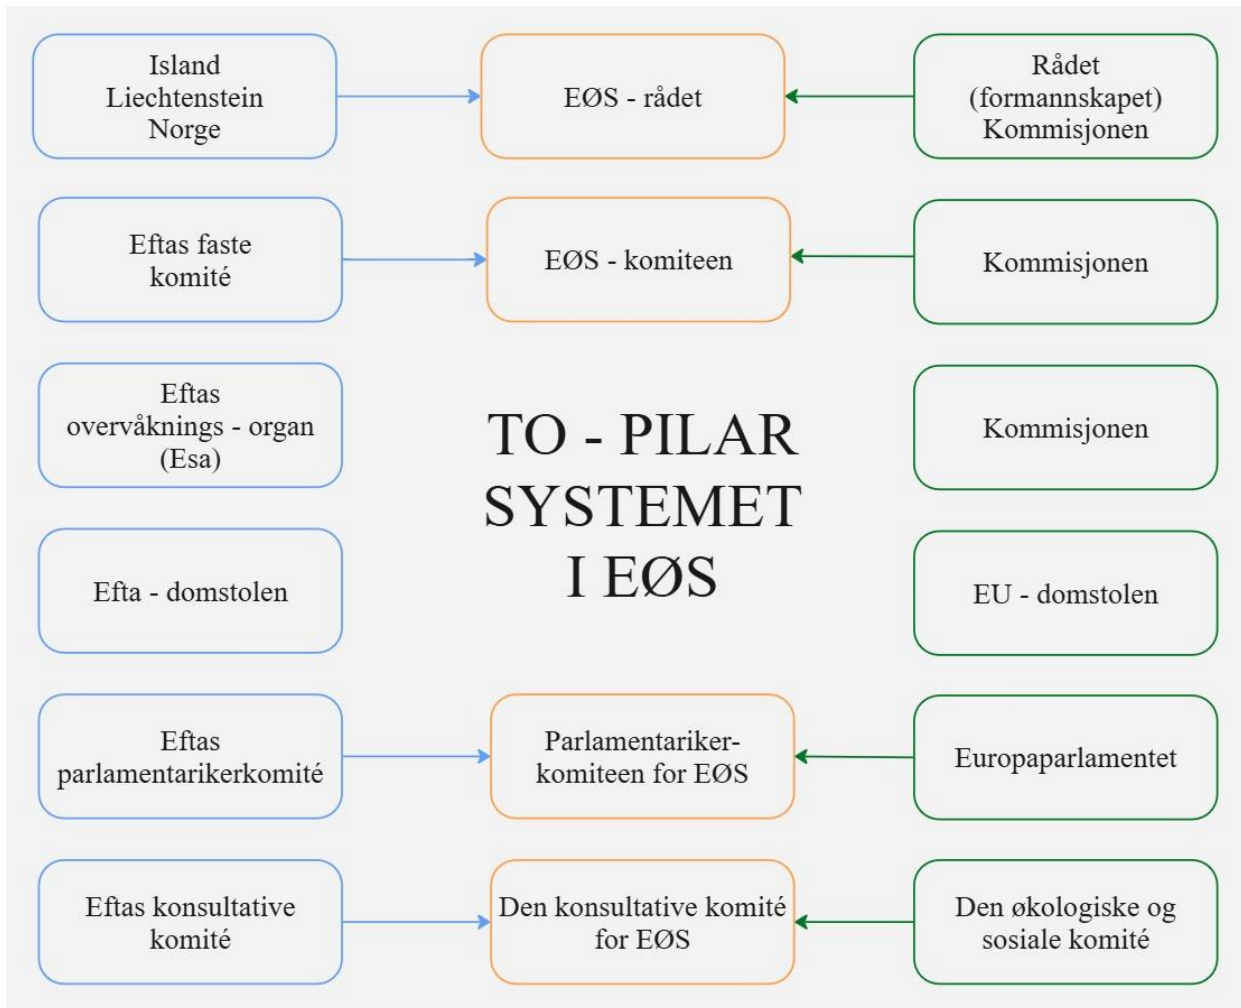 Island
Liechtenstein
Norge
EØS - rådet
Rådet
(formannskapet)
Kommisjonen
Eftas faste
komité
EØS - komiteen
Kommisjonen
Eftas
overvåknings - organ
(Esa)
Kommisjonen
TO - PILAR
SYSTEMET
I EØS
Efta - domstolen
EU - domstolen
Eftas
parlamentarikerkomité
Parlamentariker-
komiteen for EØS
Europaparlamentet
Eftas konsultative
komité
Den konsultative komité
for EØS
Den økologiske og
sosiale komité